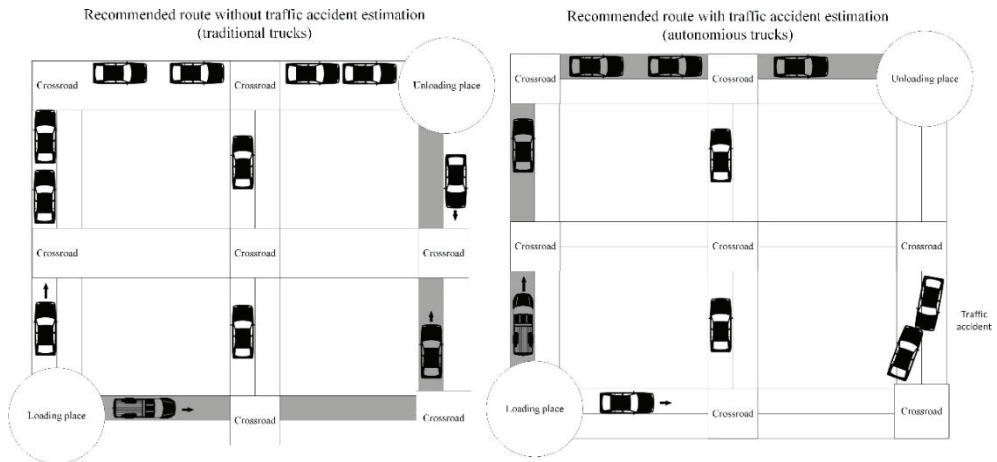 Recommended route without traffic accident estimation
(traditional trucks)
Crossroad
Crossroad
Unloading place
Crossroad
Crossroad
Crossroad
Loading place
Crossroad
Crossroad
Recommended route with traffic accident estimation
(autonomious trucks)
Crossroad
Crossroad
Unloading place
Crossroad
Crossroad
Crossroad
Traffic
accident
Loading place
Crossroad
Crossroad